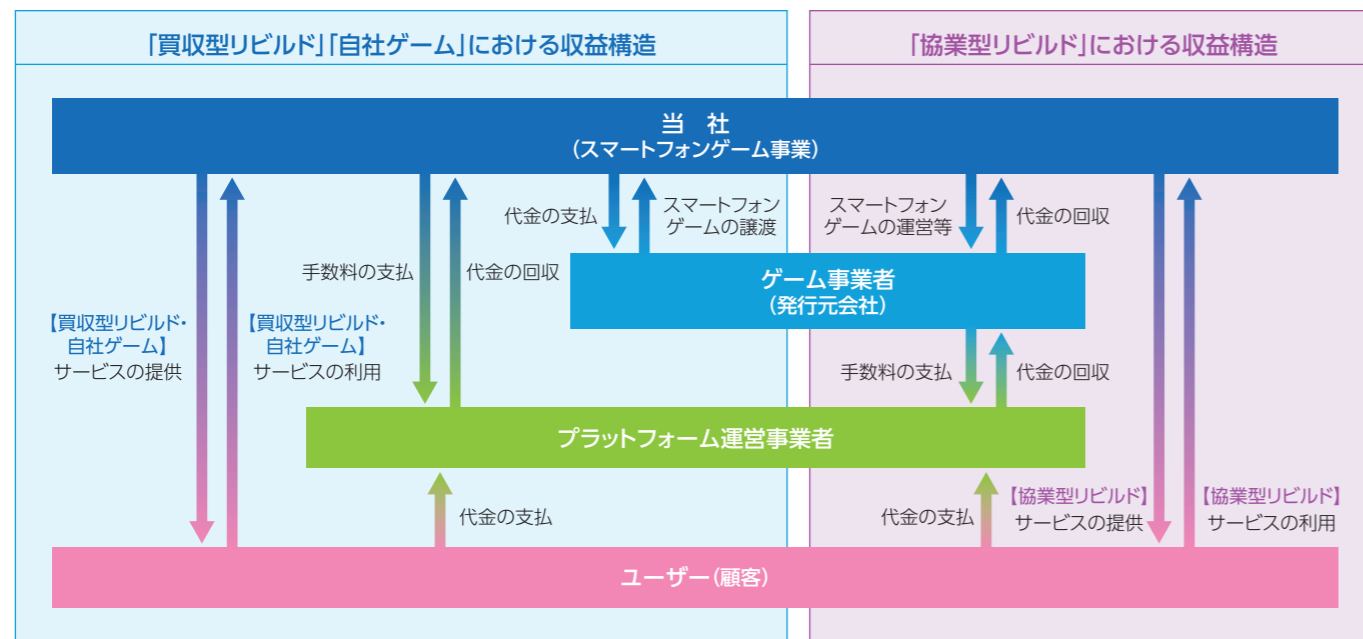 「買収型リビルド」「自社ゲーム」における収益構造
「協業型リビルド」における収益構造
当 社
(スマートフォンゲーム事業)
代金の支払
スマートフォン
ゲームの譲渡
スマートフォン
ゲームの運営等
代金の回収
手数料の支払
代金の回収
ゲーム事業者
(発行元会社)
【買収型リビルド・
自社ゲーム】
サービスの提供
【買収型リビルド・
自社ゲーム】
サービスの利用
手数料の支払
代金の回収
プラットフォーム運営事業者
代金の支払
代金の支払
【協業型リビルド】
サービスの提供
【協業型リビルド】
サービスの利用
ユーザー(顧客)